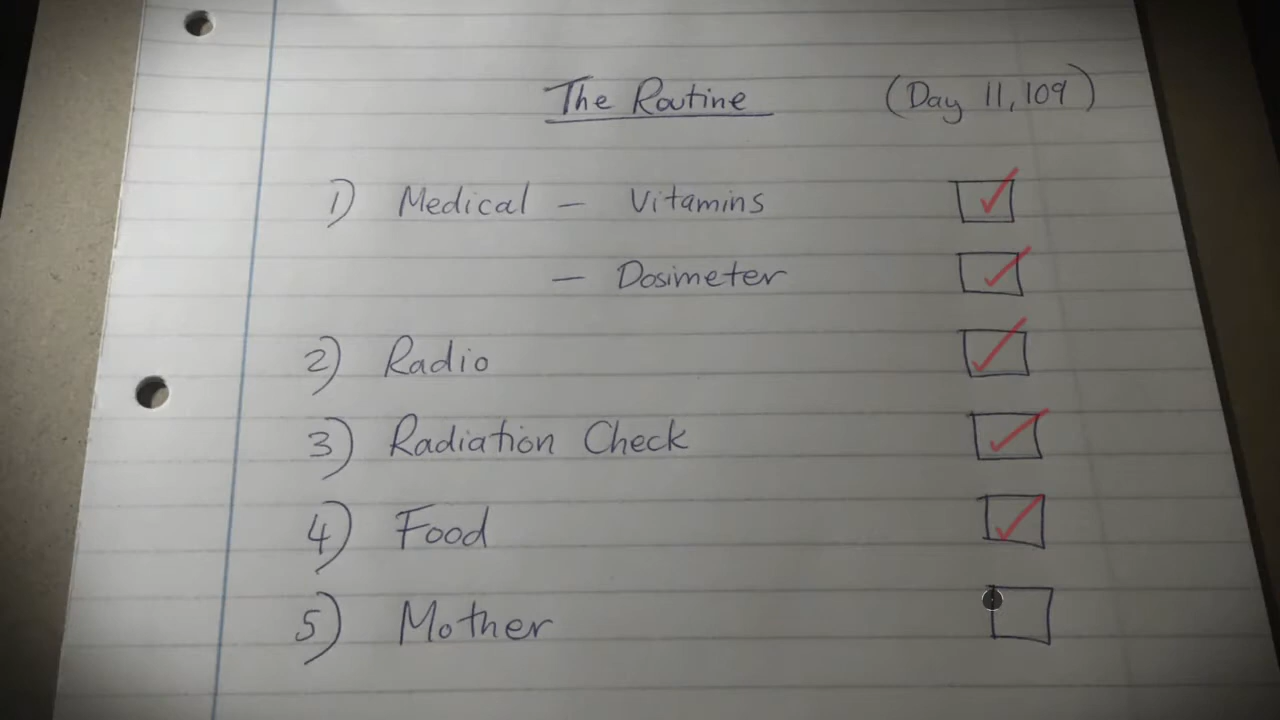 The Routine (Day 11,109)
1) Medical - Vitamins
- Dosimeter
2) Radio
3) Radiation Check
4) Food
5) Mother